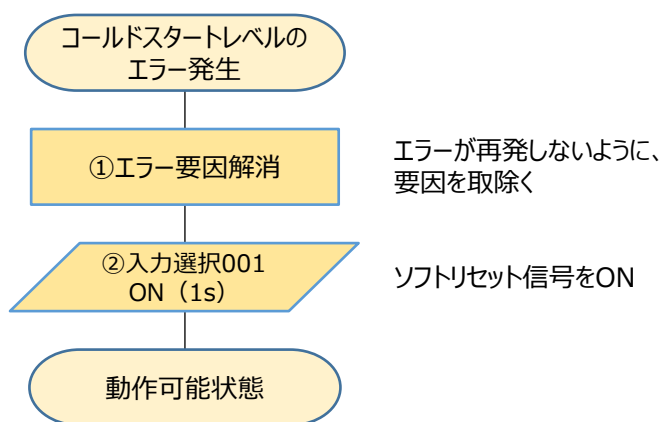 コールドスタートレベルの
エラー発生
①エラー要因解消
エラーが再発しないように、
要因を取除く
②入力選択001
ON（1s）
ソフトリセット信号をON
動作可能状態